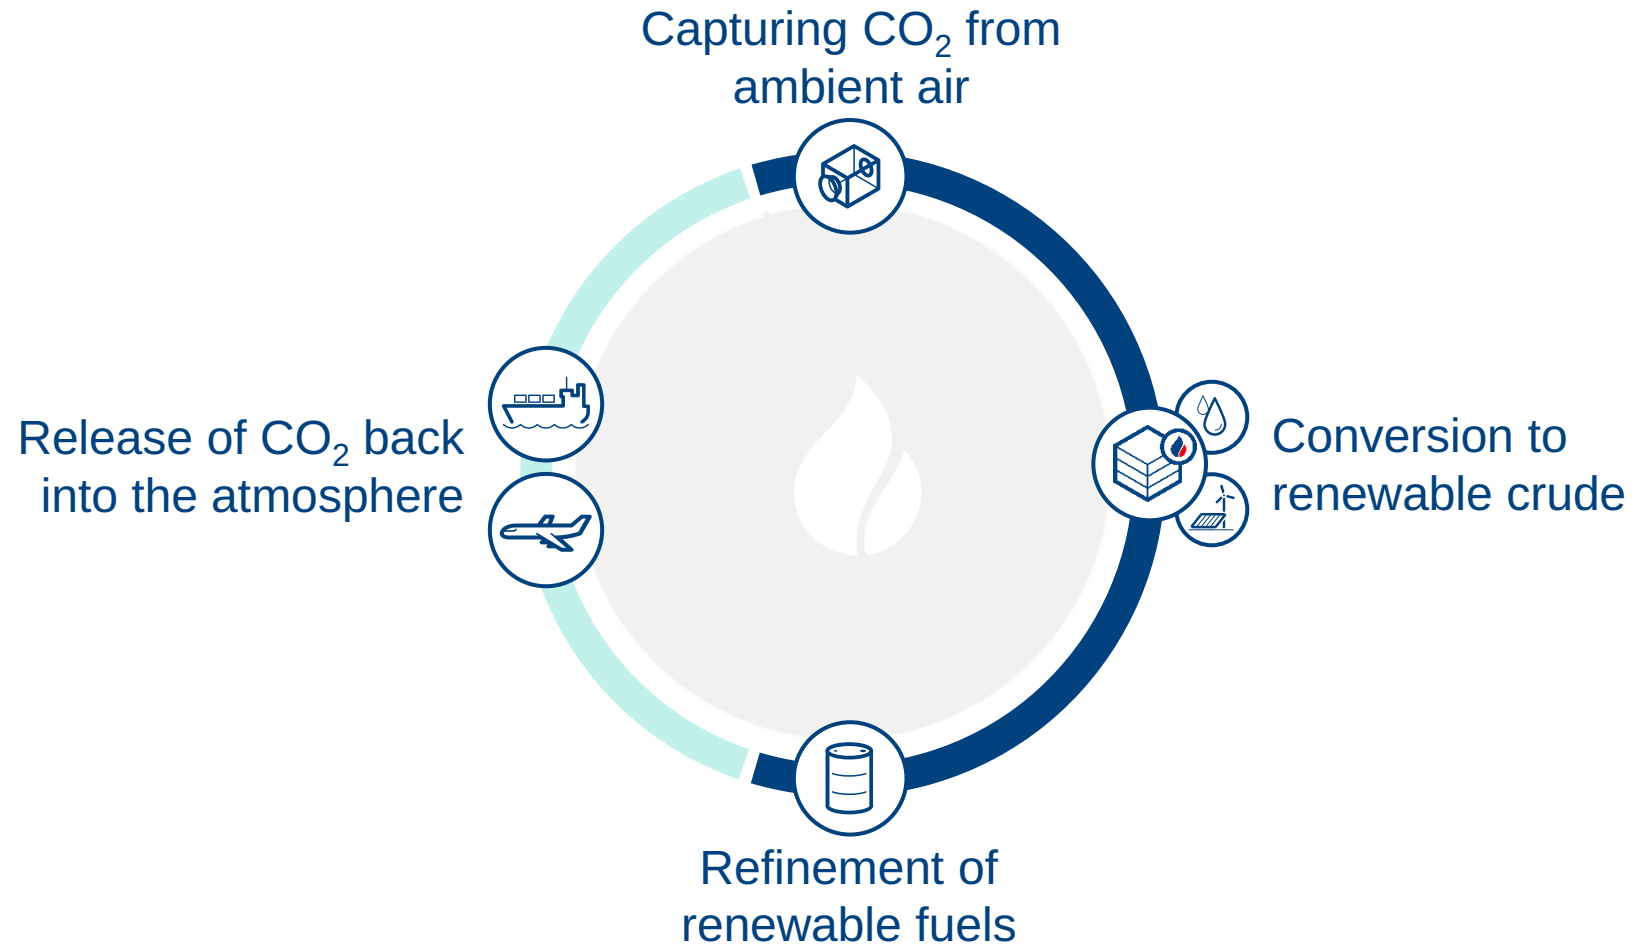 Capturing CO₂ from
ambient air
Release of CO₂ back
into the atmosphere
Conversion to
renewable crude
Refinement of
renewable fuels